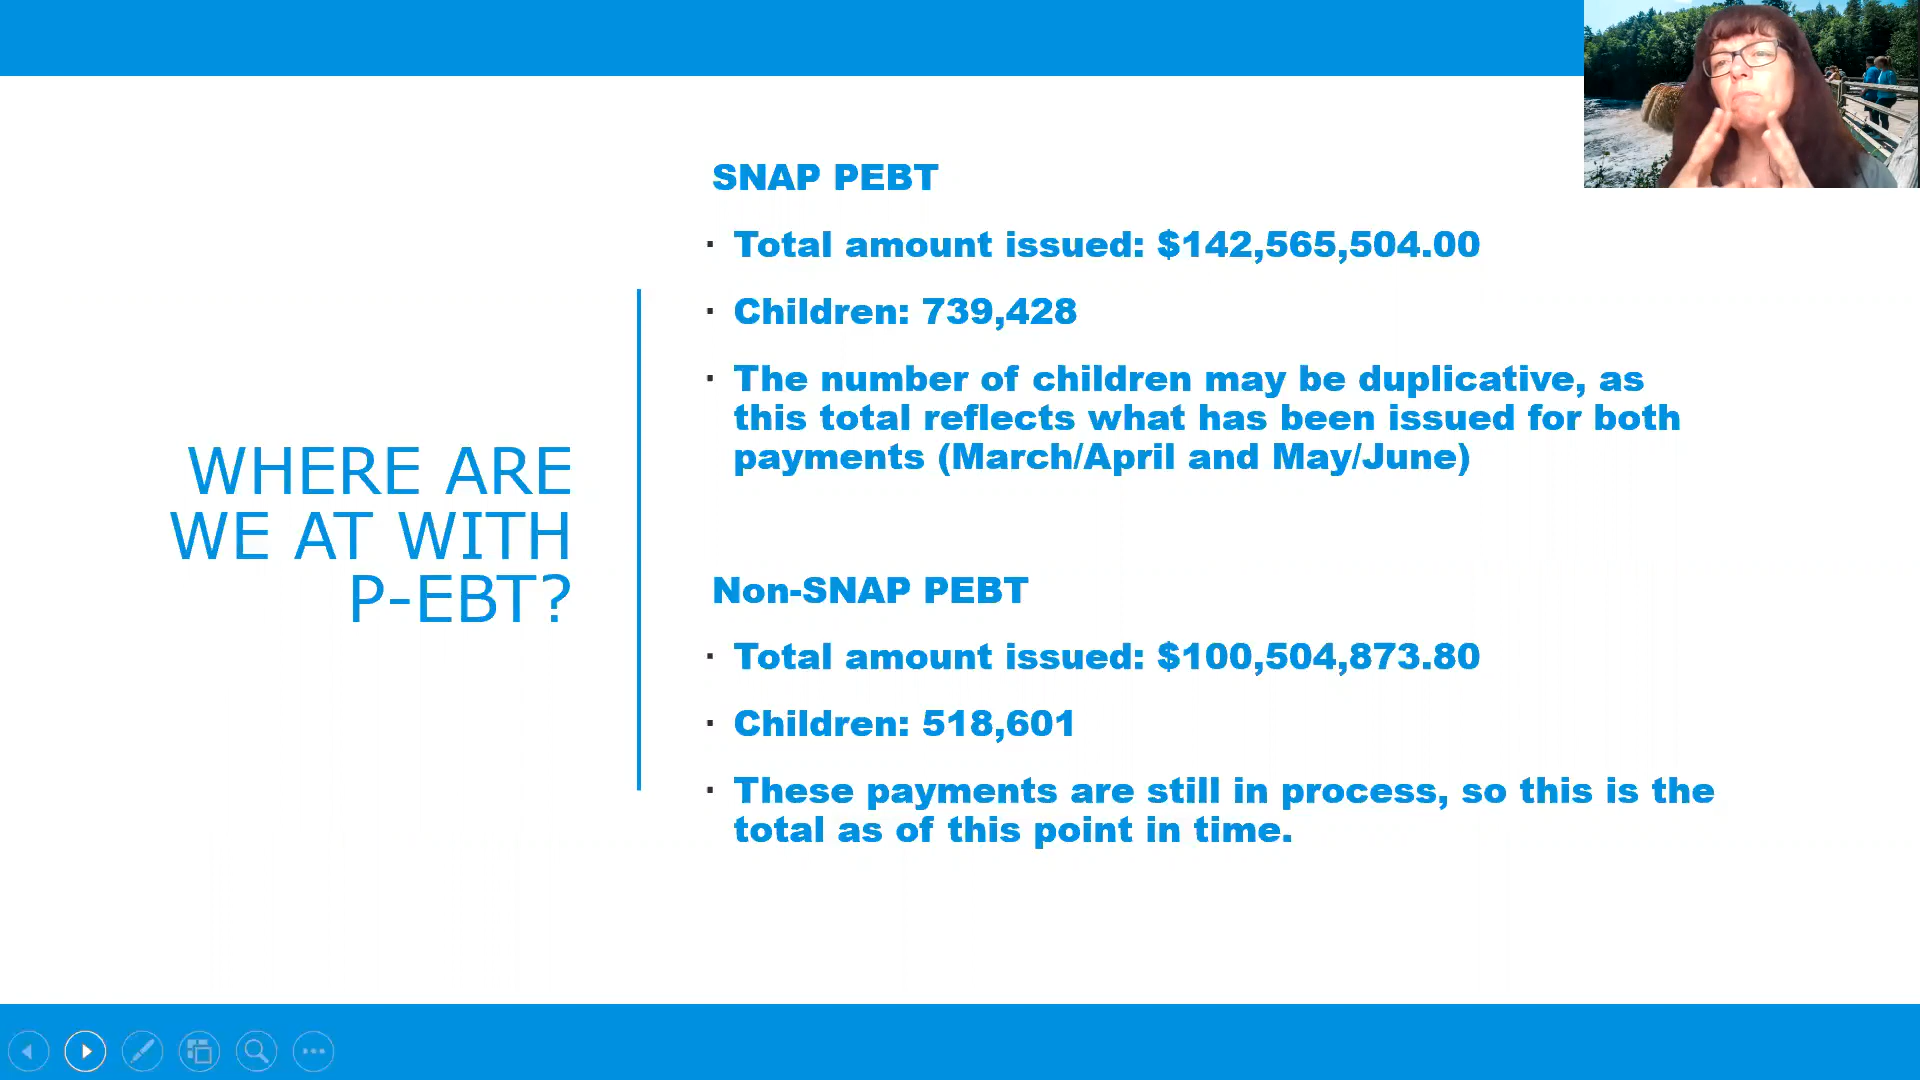 WHERE ARE
WE AT WITH
P-EBT?
SNAP PEBT
· Total amount issued: $142,565,504.00
· Children: 739,428
· The number of children may be duplicative, as
this total reflects what has been issued for both
payments (March/April and May/June)
Non-SNAP PEBT
· Total amount issued: $100,504,873.80
· Children: 518,601
· These payments are still in process, so this is the
total as of this point in time.